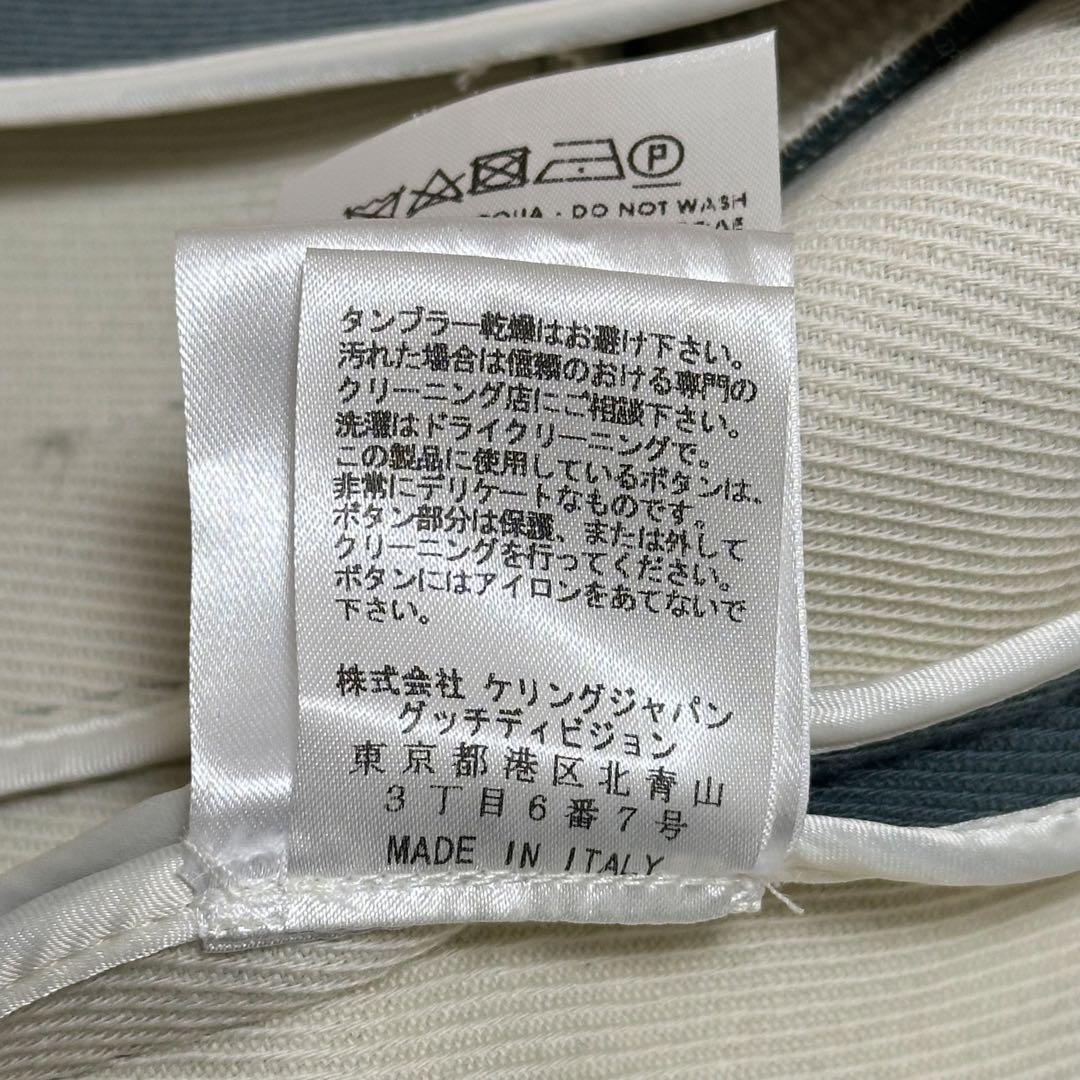 ACQUA · DO NOT WASH
タンブラー乾燥はお避け下さい。
汚れた場合は信頼のおける専門の
クリーニング店にご相談下さい。
洗濯はドライクリーニングで。
この製品に使用しているボタンは、
非常にデリケートなものです。
ボタン部分は保護、または外して
クリーニングを行ってください。
ボタンにはアイロンをあてないで
下さい。
株式会社 ケリングジャパン
グッチディビジョン
東京都港区北青山
3丁目6番7号
MADE IN ITALY